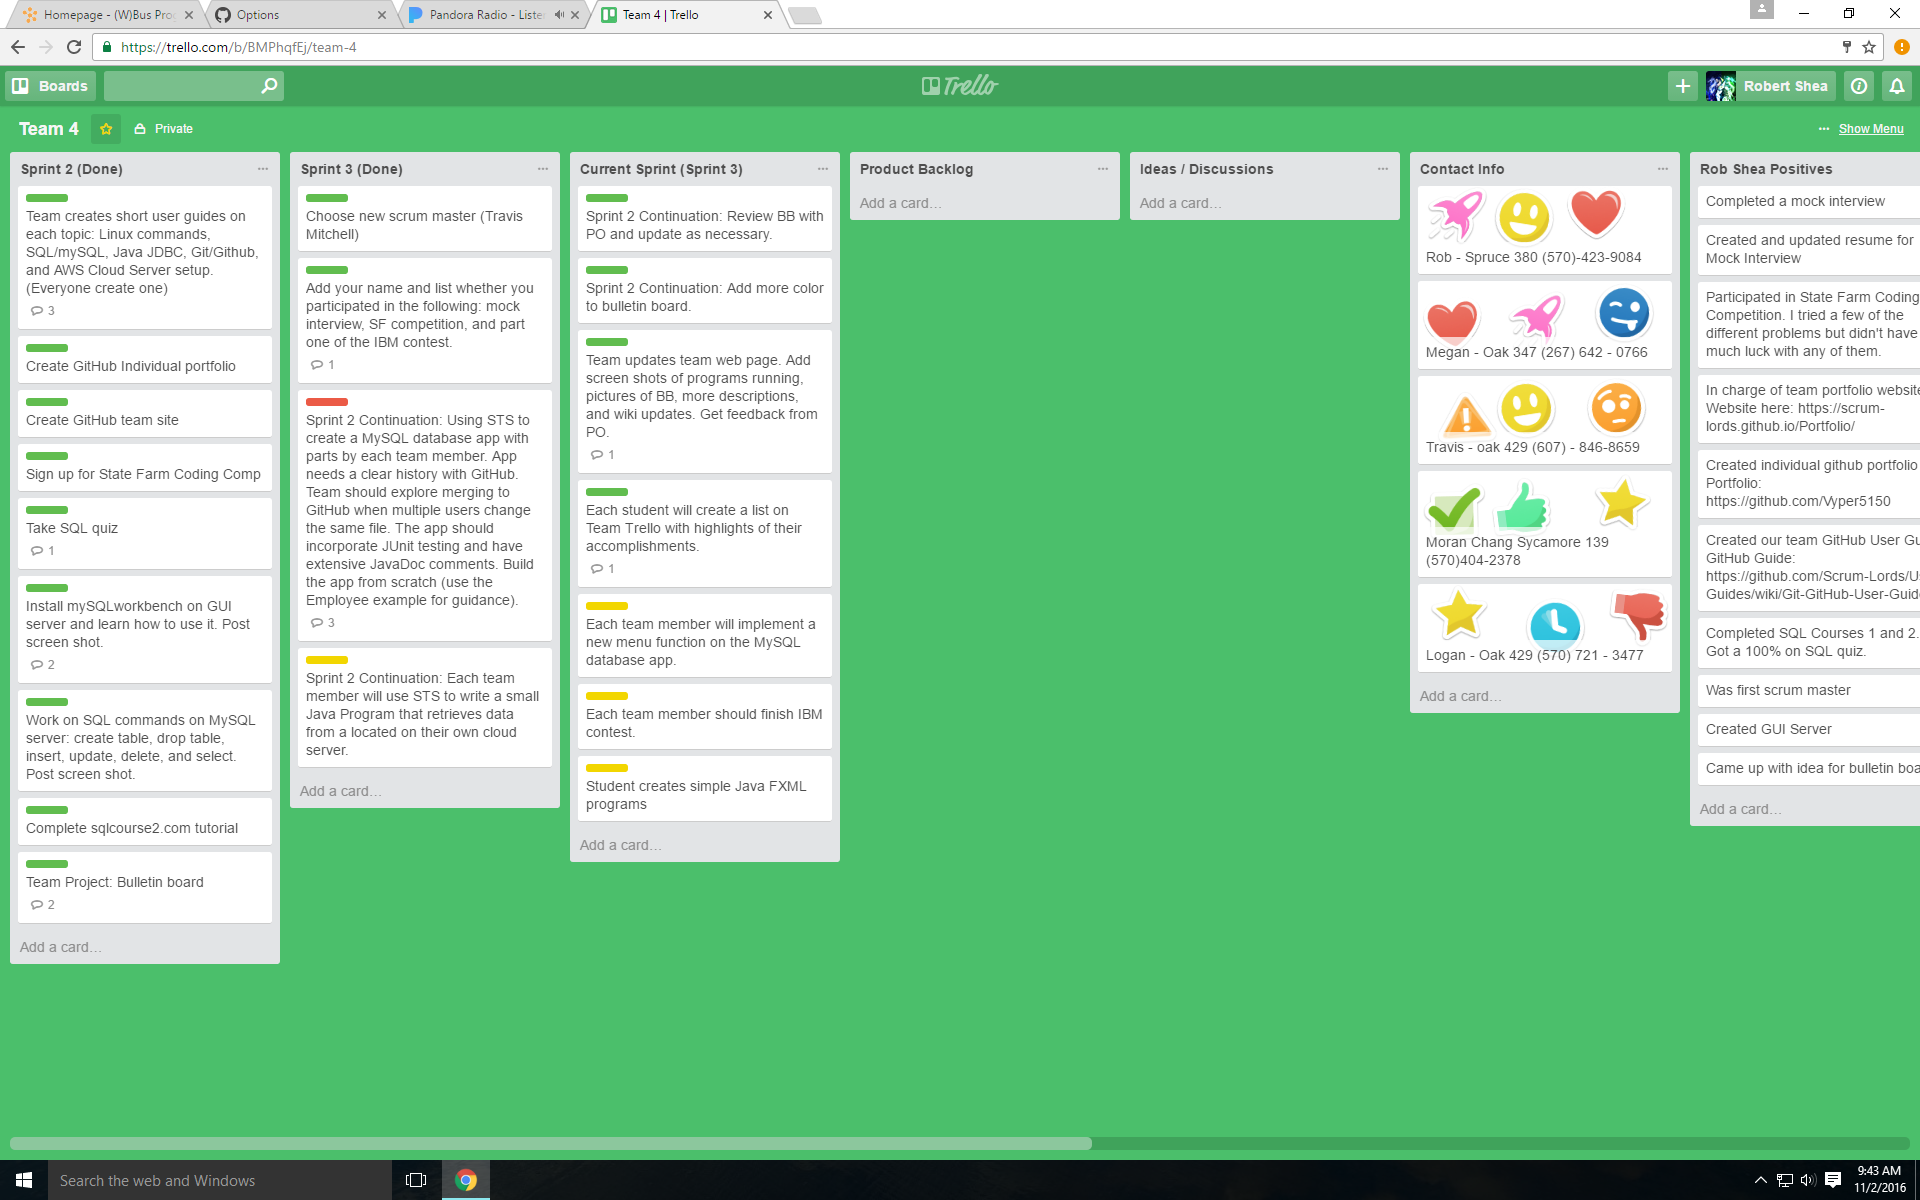 Homepage - (W)Bus Prog
Options
Pandora Radio - Liste
Team 4 | Trello
https://trello.com/b/BMPhqfEj/team-4
Boards
Trello
Robert Shea
Team 4
Private
Show Menu
Sprint 2 (Done)
Team creates short user guides on
each topic: Linux commands,
SQL/mySQL, Java JDBC, Git/Github,
and AWS Cloud Server setup.
(Everyone create one)
3
Create GitHub Individual portfolio
Create GitHub team site
Sign up for State Farm Coding Comp
Take SQL quiz
1
Install mySQLworkbench on GUI
server and learn how to use it. Post
screen shot.
2
Work on SQL commands on MySQL
server: create table, drop table,
insert, update, delete, and select.
Post screen shot.
Complete sqlcourse2.com tutorial
Team Project: Bulletin board
2
Add a card…
Sprint 3 (Done)
Choose new scrum master (Travis
Mitchell)
Add your name and list whether you
participated in the following: mock
interview, SF competition, and part
one of the IBM contest.
1
Sprint 2 Continuation: Using STS to
create a MySQL database app with
parts by each team member. App
needs a clear history with GitHub.
Team should explore merging to
GitHub when multiple users change
the same file. The app should
incorporate JUnit testing and have
extensive JavaDoc comments. Build
the app from scratch (use the
Employee example for guidance).
3
Sprint 2 Continuation: Each team
member will use STS to write a small
Java Program that retrieves data
from a located on their own cloud
server.
Add a card…
Current Sprint (Sprint 3)
Sprint 2 Continuation: Review BB with
PO and update as necessary.
Sprint 2 Continuation: Add more color
to bulletin board.
Team updates team web page. Add
screen shots of programs running,
pictures of BB, more descriptions,
and wiki updates. Get feedback from
PO.
1
Each student will create a list on
Team Trello with highlights of their
accomplishments.
1
Each team member will implement a
new menu function on the MySQL
database app.
Each team member should finish IBM
contest.
Student creates simple Java FXML
programs
Add a card…
Product Backlog
Add a card…
Ideas / Discussions
Add a card…
Contact Info
Rob - Spruce 380 (570)-423-9084
Megan - Oak 347 (267) 642 - 0766
Travis - oak 429 (607) - 846-8659
Moran Chang Sycamore 139
(570)404-2378
Logan - Oak 429 (570) 721 - 3477
Add a card…
Rob Shea Positives
Completed a mock interview
Created and updated resume for
Mock Interview
Participated in State Farm Coding
Competition. I tried a few of the
different problems but didn't have
much luck with any of them.
In charge of team portfolio website
Website here: https://scrum-
lords.github.io/Portfolio/
Created individual github portfolio
Portfolio:
https://github.com/Vyper5150
Created our team GitHub User Gu
GitHub Guide:
https://github.com/Scrum-Lords/Us
Guides/wiki/Git-GitHub-User-Guide
Completed SQL Courses 1 and 2.
Got a 100% on SQL quiz.
Was first scrum master
Created GUI Server
Came up with idea for bulletin boa
Add a card…
Search the web and Windows
9:43 AM
11/2/2016